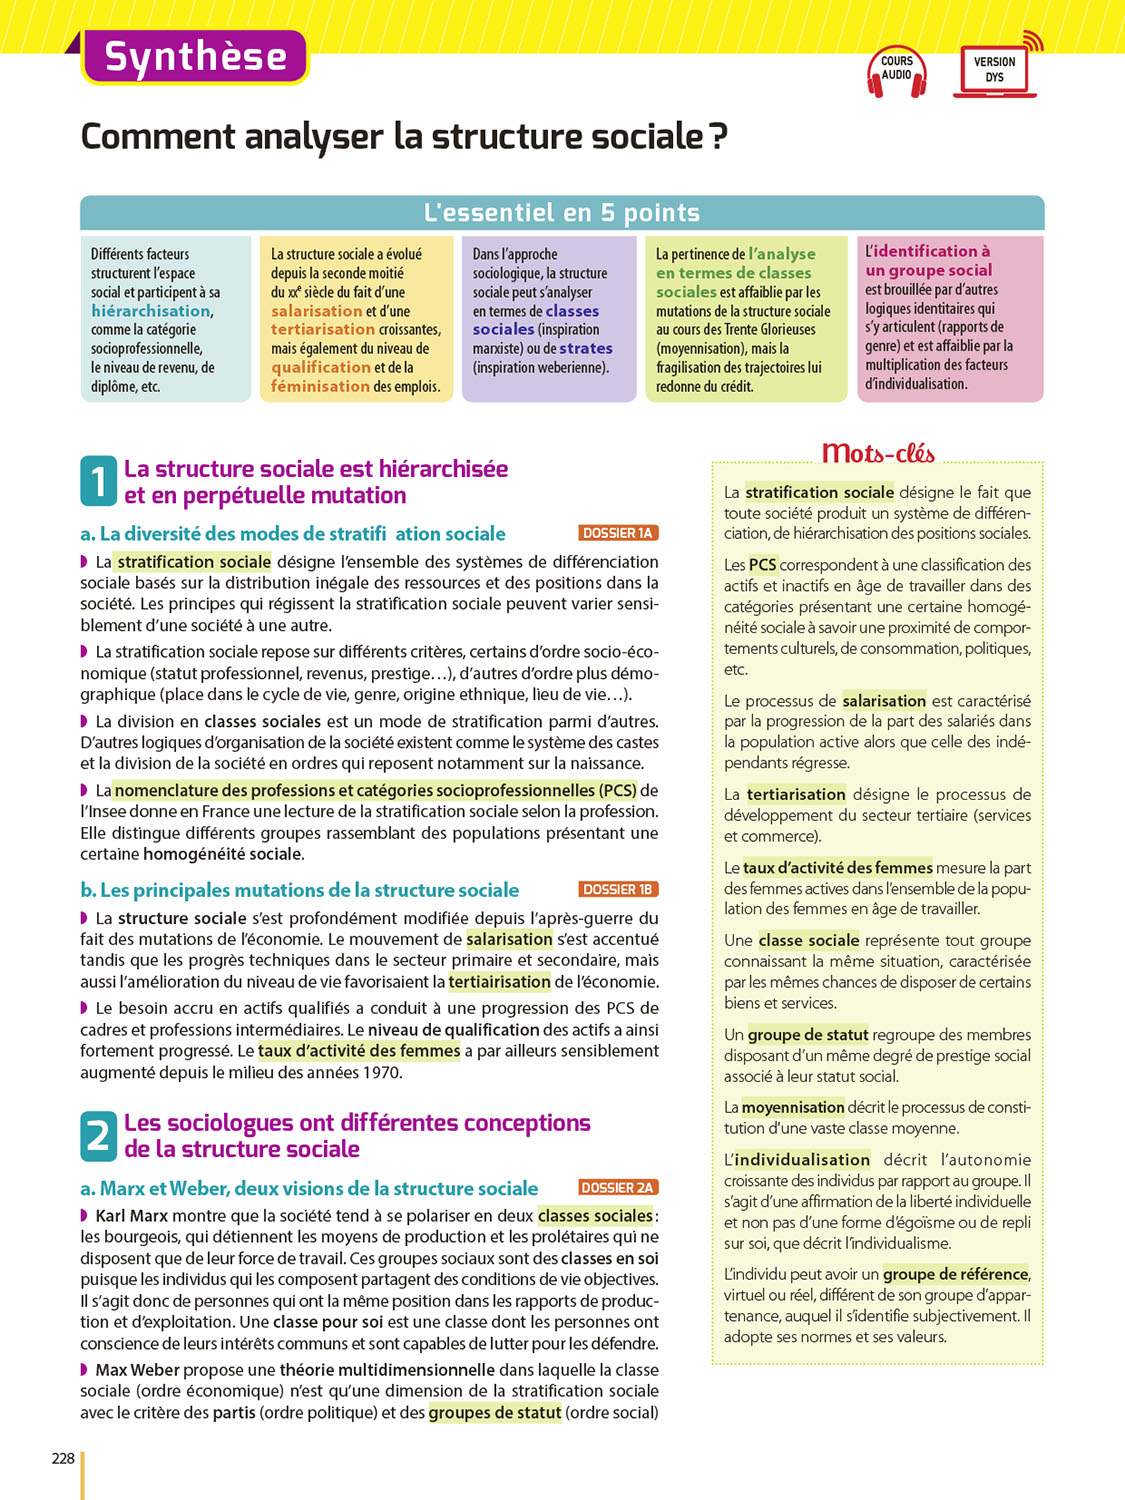 Synthèse
COURS
AUDIO
VERSION
DYS
Comment analyser la structure sociale ?
L'essentiel en 5 points
Différents facteurs
structurent l’espace
social et participent à sa
hiérarchisation,
comme la catégorie
socioprofessionnelle,
le niveau de revenu, de
diplôme, etc.
La structure sociale a évolué
depuis la seconde moitié
du XXe siècle du fait d’une
salarisation et d’une
tertiarisation croissantes,
mais également du niveau de
qualification et de la
féminisation des emplois.
Dans l’approche
sociologique, la structure
sociale peut s’analyser
en termes de classes
sociales (inspiration
marxiste) ou de strates
(inspiration weberienne).
La pertinence de l’analyse
en termes de classes
sociales est affaiblie par les
mutations de la structure sociale
au cours des Trente Glorieuses
(moyennisation), mais la
fragilisation des trajectoires lui
redonne du crédit.
L’identification à
un groupe social
est brouillée par d’autres
logiques identitaires qui
s’y articulent (rapports de
genre) et est affaiblie par la
multiplication des facteurs
d’individualisation.
1 La structure sociale est hiérarchisée
et en perpétuelle mutation
a. La diversité des modes de stratifi ation sociale DOSSIER 1A
La stratification sociale désigne l’ensemble des systèmes de différenciation
sociale basés sur la distribution inégale des ressources et des positions dans la
société. Les principes qui régissent la stratification sociale peuvent varier sensi-
blement d’une société à une autre.
La stratification sociale repose sur différents critères, certains d’ordre socio-éco-
nomique (statut professionnel, revenus, prestige…), d’autres d’ordre plus démo-
graphique (place dans le cycle de vie, genre, origine ethnique, lieu de vie…).
La division en classes sociales est un mode de stratification parmi d’autres.
D’autres logiques d’organisation de la société existent comme le système des castes
et la division de la société en ordres qui reposent notamment sur la naissance.
La nomenclature des professions et catégories socioprofessionnelles (PCS) de
l’Insee donne en France une lecture de la stratification sociale selon la profession.
Elle distingue différents groupes rassemblant des populations présentant une
certaine homogénéité sociale.
b. Les principales mutations de la structure sociale DOSSIER 1B
La structure sociale s’est profondément modifiée depuis l’après-guerre du
fait des mutations de l’économie. Le mouvement de salarisation s’est accentué
tandis que les progrès techniques dans le secteur primaire et secondaire, mais
aussi l’amélioration du niveau de vie favorisaient la tertiairisation de l’économie.
Le besoin accru en actifs qualifiés a conduit à une progression des PCS de
cadres et professions intermédiaires. Le niveau de qualification des actifs a ainsi
fortement progressé. Le taux d’activité des femmes a par ailleurs sensiblement
augmenté depuis le milieu des années 1970.
2 Les sociologues ont différentes conceptions
de la structure sociale
a. Marx et Weber, deux visions de la structure sociale DOSSIER 2A
Karl Marx montre que la société tend à se polariser en deux classes sociales :
les bourgeois, qui détiennent les moyens de production et les prolétaires qui ne
disposent que de leur force de travail. Ces groupes sociaux sont des classes en soi
puisque les individus qui les composent partagent des conditions de vie objectives.
Il s’agit donc de personnes qui ont la même position dans les rapports de produc-
tion et d’exploitation. Une classe pour soi est une classe dont les personnes ont
conscience de leurs intérêts communs et sont capables de lutter pour les défendre.
Max Weber propose une théorie multidimensionnelle dans laquelle la classe
sociale (ordre économique) n’est qu’une dimension de la stratification sociale
avec le critère des partis (ordre politique) et des groupes de statut (ordre social)
Mots-clés
La stratification sociale désigne le fait que
toute société produit un système de différen-
ciation, de hiérarchisation des positions sociales.
Les PCS correspondent à une classification des
actifs et inactifs en âge de travailler dans des
catégories présentant une certaine homogé-
néité sociale à savoir une proximité de compor-
tements culturels, de consommation, politiques,
etc.
Le processus de salarisation est caractérisé
par la progression de la part des salariés dans
la population active alors que celle des indé-
pendants régresse.
La tertiarisation désigne le processus de
développement du secteur tertiaire (services
et commerce).
Le taux d’activité des femmes mesure la part
des femmes actives dans l’ensemble de la popu-
lation des femmes en âge de travailler.
Une classe sociale représente tout groupe
connaissant la même situation, caractérisée
par les mêmes chances de disposer de certains
biens et services.
Un groupe de statut regroupe des membres
disposant d’un même degré de prestige social
associé à leur statut social.
La moyennisation décrit le processus de consti-
tution d'une vaste classe moyenne.
L’individualisation décrit l’autonomie
croissante des individus par rapport au groupe. Il
s’agit d’une affirmation de la liberté individuelle
et non pas d’une forme d’égoïsme ou de repli
sur soi, que décrit l’individualisme.
L’individu peut avoir un groupe de référence,
virtuel ou réel, différent de son groupe d’appar-
tenance, auquel il s’identifie subjectivement. Il
adopte ses normes et ses valeurs.
228